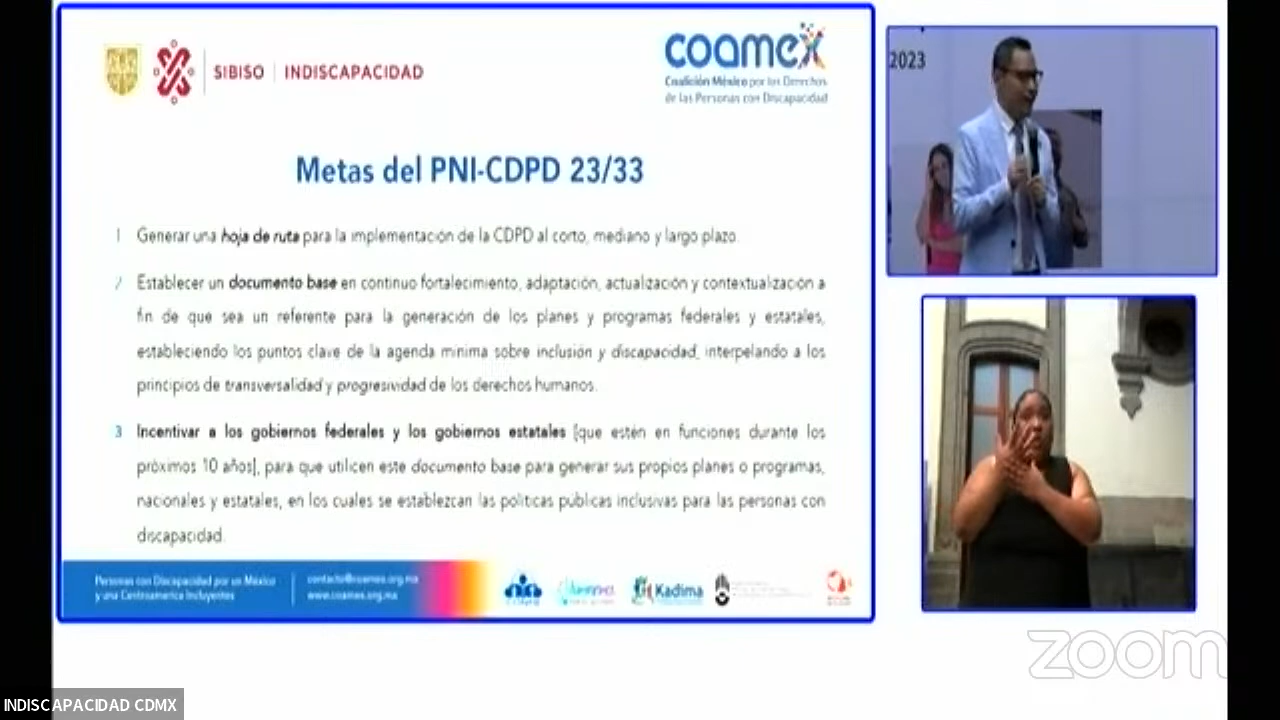 SIBISO | INDISCAPACIDAD
coamex
Coalición México por los Derechos
de las Personas con Discapacidad
Metas del PNI-CDPD 23/33
1 Generar una hoja de ruta para la implementación de la CDPD al corto, mediano y largo plazo.
2 Establecer un documento base en continuo fortalecimiento, adaptación, actualización y contextualización a
fin de que sea un referente para la generación de los planes y programas federales y estatales,
estableciendo los puntos clave de la agenda mínima sobre inclusión y discapacidad, interpelando a los
principios de transversalidad y progresividad de los derechos humanos.
3 Incentivar a los gobiernos federales y los gobiernos estatales [que estén en funciones durante los
próximos 10 años], para que utilicen este documento base para generar sus propios planes o programas,
nacionales y estatales, en los cuales se establezcan las políticas públicas inclusivas para las personas con
discapacidad.
Personas con Discapacidad por un México
y una Centroamerica Incluyentes
contacto@coamex.org.mx
www.coamex.org.mx
Kadima
2023
zoom
INDISCAPACIDAD CDMX